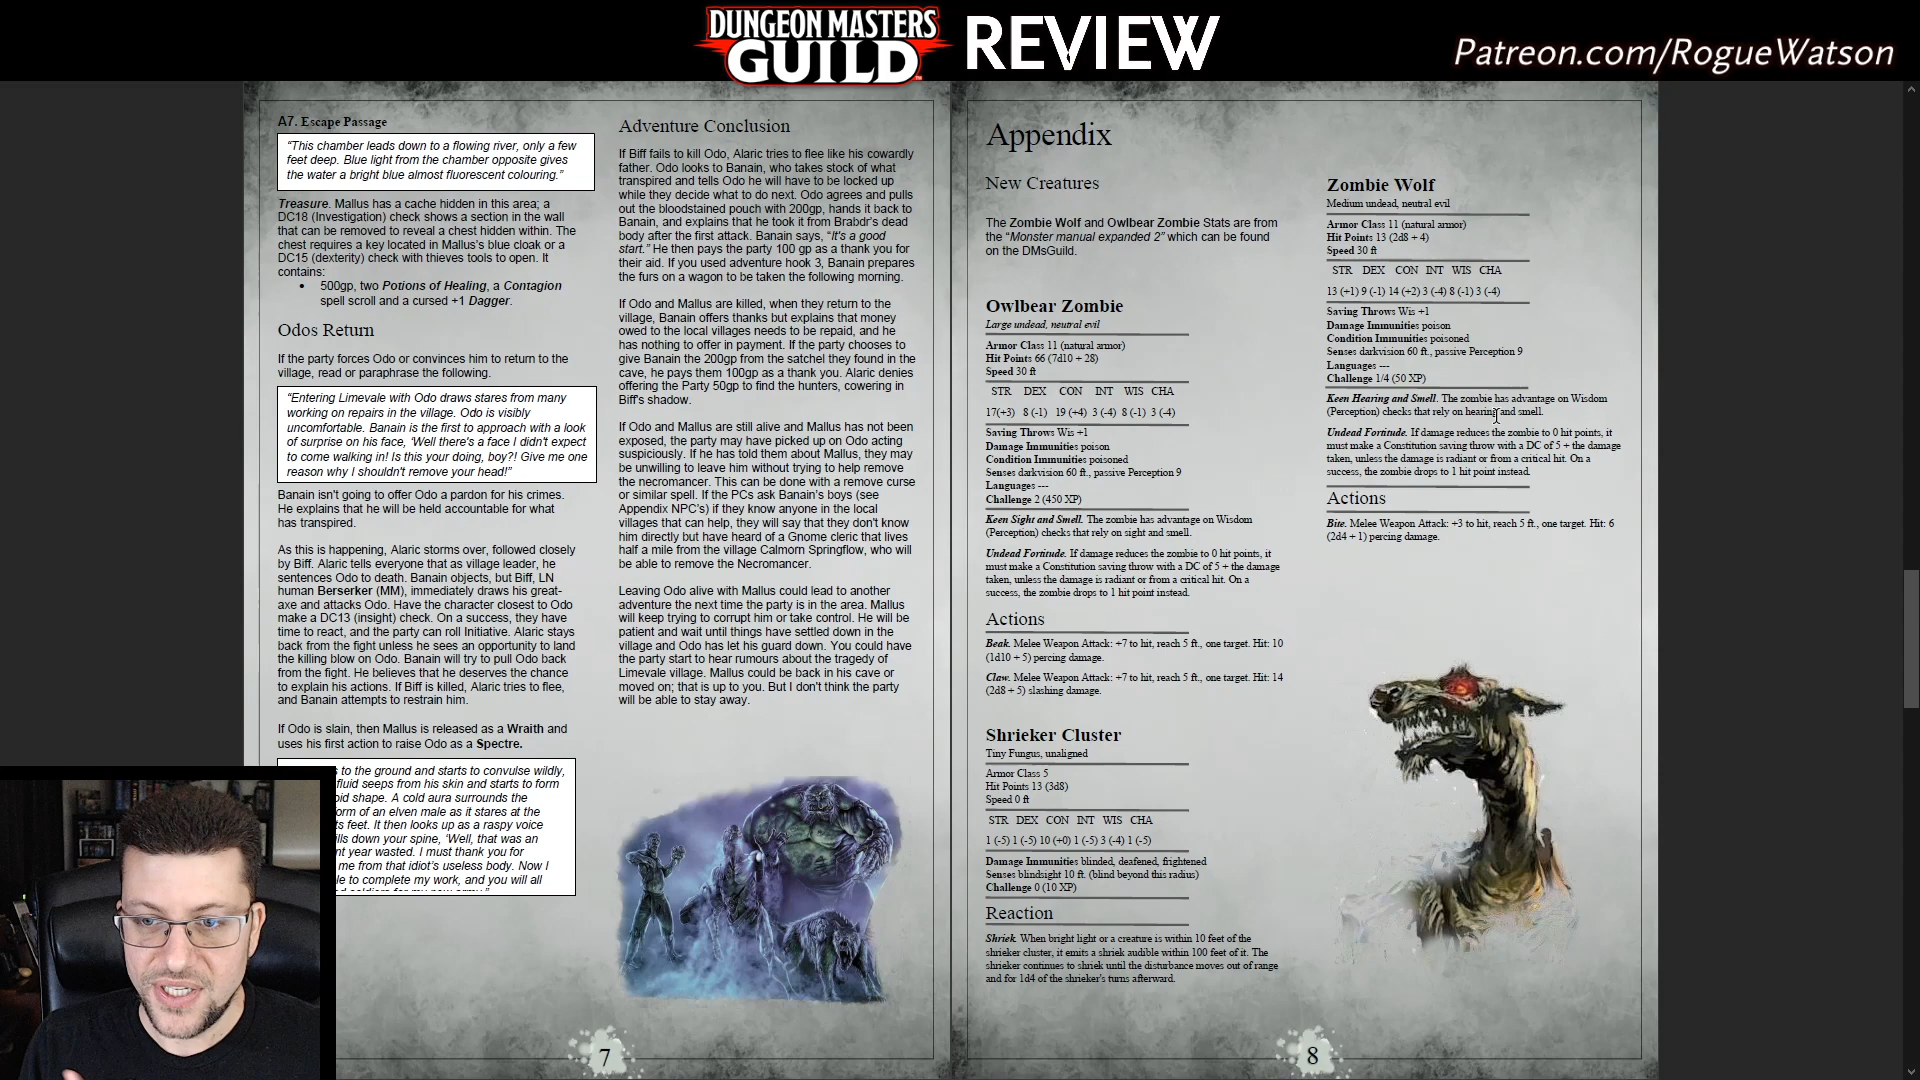 DUNGEON MASTERS
GUILD
REVIEW
Patreon.com/RogueWatson
A7. Escape Passage
“This chamber leads down to a flowing river, only a few
feet deep. Blue light from the chamber opposite gives
the water a bright blue almost fluorescent colouring.”
Treasure. Mallus has a cache hidden in this area; a
DC18 (Investigation) check shows a section in the wall
that can be removed to reveal a chest hidden within. The
chest requires a key located in Mallus's blue cloak or a
DC15 (dexterity) check with thieves tools to open. It
contains:
• 500gp, two Potions of Healing, a Contagion
spell scroll and a cursed +1 Dagger.
Odos Return
If the party forces Odo or convinces him to return to the
village, read or paraphrase the following.
“Entering Limevale with Odo draws stares from many
working on repairs in the village. Odo is visibly
uncomfortable. Banain is the first to approach with a look
of surprise on his face, ‘Well there's a face I didn't expect
to come walking in! Is this your doing, boy?! Give me one
reason why I shouldn't remove your head!”
Banain isn't going to offer Odo a pardon for his crimes.
He explains that he will be held accountable for what
has transpired.
As this is happening, Alaric storms over, followed closely
by Biff. Alaric tells everyone that as village leader, he
sentences Odo to death. Banain objects, but Biff, LN
human Berserker (MM), immediately draws his great-
axe and attacks Odo. Have the character closest to Odo
make a DC13 (insight) check. On a success, they have
time to react, and the party can roll Initiative. Alaric stays
back from the fight unless he sees an opportunity to land
the killing blow on Odo. Banain will try to pull Odo back
from the fight. He believes that he deserves the chance
to explain his actions. If Biff is killed, Alaric tries to flee,
and Banain attempts to restrain him.
If Odo is slain, then Mallus is released as a Wraith and
uses his first action to raise Odo as a Spectre.
to the ground and starts to convulse wildly,
fluid seeps from his skin and starts to form
oid shape. A cold aura surrounds the
orm of an elven male as it stares at the
ts feet. It then looks up as a raspy voice
ills down your spine, ‘Well, that was an
nt year wasted. I must thank you for
me from that idiot's useless body. Now I
le to complete my work, and you will all
Adventure Conclusion
If Biff fails to kill Odo, Alaric tries to flee like his cowardly
father. Odo looks to Banain, who takes stock of what
transpired and tells Odo he will have to be locked up
while they decide what to do next. Odo agrees and pulls
out the bloodstained pouch with 200gp, hands it back to
Banain, and explains that he took it from Brabdr's dead
body after the first attack. Banain says, “It's a good
start.” He then pays the party 100 gp as a thank you for
their aid. If you used adventure hook 3, Banain prepares
the furs on a wagon to be taken the following morning.
If Odo and Mallus are killed, when they return to the
village, Banain offers thanks but explains that money
owed to the local villages needs to be repaid, and he
has nothing to offer in payment. If the party chooses to
give Banain the 200gp from the satchel they found in the
cave, he pays them 100gp as a thank you. Alaric denies
offering the Party 50gp to find the hunters, cowering in
Biff's shadow.
If Odo and Mallus are still alive and Mallus has not been
exposed, the party may have picked up on Odo acting
suspiciously. If he has told them about Mallus, they may
be unwilling to leave him without trying to help remove
the necromancer. This can be done with a remove curse
or similar spell. If the PCs ask Banain's boys (see
Appendix NPC's) if they know anyone in the local
villages that can help, they will say that they don't know
him directly but have heard of a Gnome cleric that lives
half a mile from the village Calmom Springflow, who will
be able to remove the Necromancer.
Leaving Odo alive with Mallus could lead to another
adventure the next time the party is in the area. Mallus
will keep trying to corrupt him or take control. He will be
patient and wait until things have settled down in the
village and Odo has let his guard down. You could have
the party start to hear rumours about the tragedy of
Limevale village. Mallus could be back in his cave or
moved on; that is up to you. But I don't think the party
will be able to stay away.
7
Appendix
New Creatures
The Zombie Wolf and Owlbear Zombie Stats are from
the “Monster manual expanded 2” which can be found
on the DMsGuild.
Owlbear Zombie
Large undead, neutral evil
Armor Class 11 (natural armor)
Hit Points 66 (7d10 + 28)
Speed 30 ft
STR DEX CON INT WIS CHA
17(+3) 8 (-1) 19 (+4) 3 (-4) 8 (-1) 3 (-4)
Saving Throws Wis +1
Damage Immunities poison
Condition Immunities poisoned
Senses darkvision 60 ft., passive Perception 9
Languages ---
Challenge 2 (450 XP)
Keen Sight and Smell. The zombie has advantage on Wisdom
(Perception) checks that rely on sight and smell.
Undead Fortitude. If damage reduces the zombie to 0 hit points, it
must make a Constitution saving throw with a DC of 5 + the damage
taken, unless the damage is radiant or from a critical hit. On a
success, the zombie drops to 1 hit point instead.
Actions
Beak. Melee Weapon Attack: +7 to hit, reach 5 ft., one target. Hit: 10
(1d10 + 5) percing damage.
Claw. Melee Weapon Attack: +7 to hit, reach 5 ft., one target. Hit: 14
(2d8 + 5) slashing damage.
Shrieker Cluster
Tiny Fungus, unaligned
Armor Class 5
Hit Points 13 (3d8)
Speed 0 ft
STR DEX CON INT WIS CHA
1 (-5) 1 (-5) 10 (+0) 1 (-5) 3 (-4) 1 (-5)
Damage Immunities blinded, deafened, frightened
Senses blindsight 10 ft. (blind beyond this radius)
Challenge 0 (10 XP)
Reaction
Shriek. When bright light or a creature is within 10 feet of the
shrieker cluster, it emits a shriek audible within 100 feet of it. The
shrieker continues to shriek until the disturbance moves out of range
and for 1d4 of the shrieker's turns afterward.
Zombie Wolf
Medium undead, neutral evil
Armor Class 11 (natural armor)
Hit Points 13 (2d8 + 4)
Speed 30 ft
STR DEX CON INT WIS CHA
13 (+1) 9 (-1) 14 (+2) 3 (-4) 8 (-1) 3 (-4)
Saving Throws Wis +1
Damage Immunities poison
Condition Immunities poisoned
Senses darkvision 60 ft., passive Perception 9
Languages ---
Challenge 1/4 (50 XP)
Keen Hearing and Smell. The zombie has advantage on Wisdom
(Perception) checks that rely on hearing and smell.
Undead Fortitude. If damage reduces the zombie to 0 hit points, it
must make a Constitution saving throw with a DC of 5 + the damage
taken, unless the damage is radiant or from a critical hit. On a
success, the zombie drops to 1 hit point instead.
Actions
Bite. Melee Weapon Attack: +3 to hit, reach 5 ft., one target. Hit: 6
(2d4 + 1) percing damage.
8